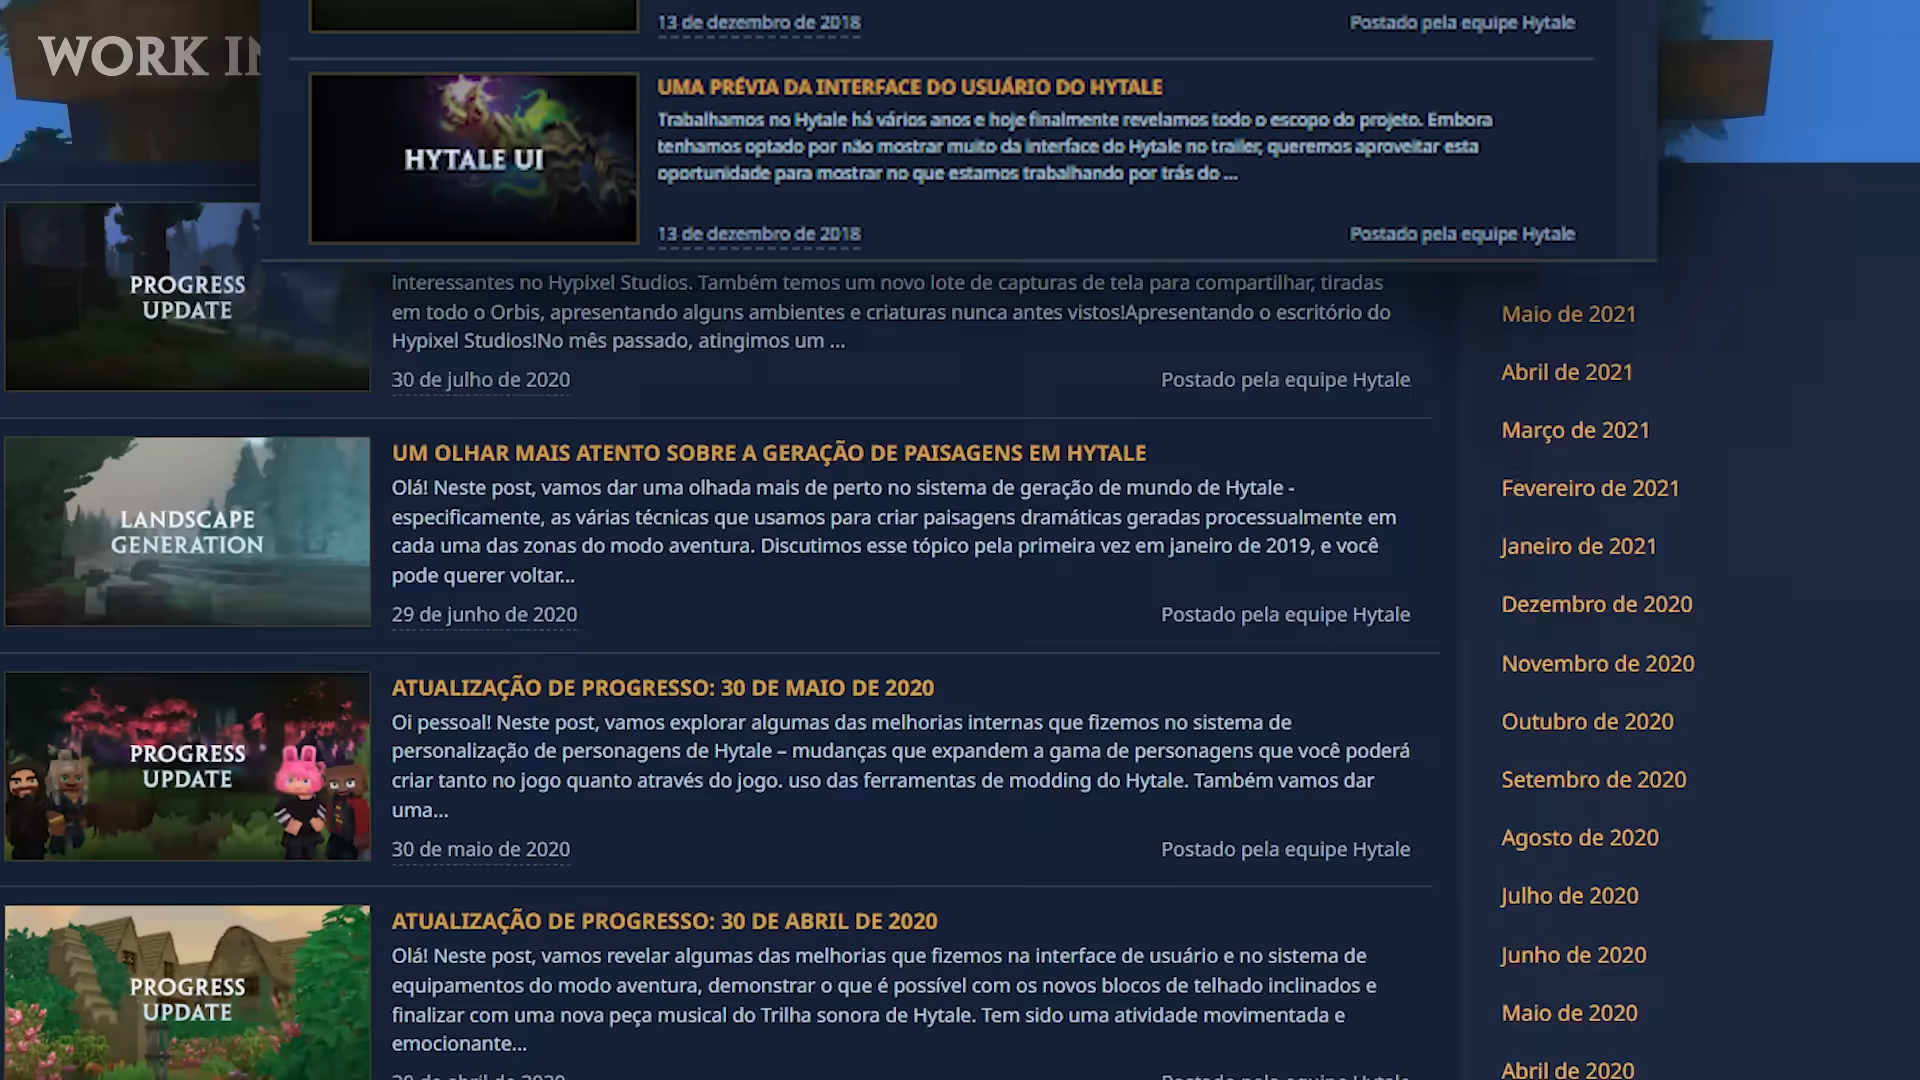 WORK IN
13 de dezembro de 2018
Postado pela equipe Hytale
HYTALE UI
UMA PRÉVIA DA INTERFACE DO USUÁRIO DO HYTALE
Trabalhamos no Hytale há vários anos e hoje finalmente revelamos todo o escopo do projeto. Embora
tenhamos optado por não mostrar muito da interface do Hytale no trailer, queremos aproveitar esta
oportunidade para mostrar no que estamos trabalhando por trás do ...
13 de dezembro de 2018
Postado pela equipe Hytale
PROGRESS
UPDATE
interessantes no Hypixel Studios. Também temos um novo lote de capturas de tela para compartilhar, tiradas
em todo o Orbis, apresentando alguns ambientes e criaturas nunca antes vistos!Apresentando o escritório do
Hypixel Studios!No mês passado, atingimos um ...
30 de julho de 2020
Postado pela equipe Hytale
LANDSCAPE
GENERATION
UM OLHAR MAIS ATENTO SOBRE A GERAÇÃO DE PAISAGENS EM HYTALE
Olá! Neste post, vamos dar uma olhada mais de perto no sistema de geração de mundo de Hytale -
especificamente, as várias técnicas que usamos para criar paisagens dramáticas geradas processualmente em
cada uma das zonas do modo aventura. Discutimos esse tópico pela primeira vez em janeiro de 2019, e você
pode querer voltar...
29 de junho de 2020
Postado pela equipe Hytale
PROGRESS
UPDATE
ATUALIZAÇÃO DE PROGRESSO: 30 DE MAIO DE 2020
Oi pessoal! Neste post, vamos explorar algumas das melhorias internas que fizemos no sistema de
personalização de personagens de Hytale – mudanças que expandem a gama de personagens que você poderá
criar tanto no jogo quanto através do jogo. uso das ferramentas de modding do Hytale. Também vamos dar
uma...
30 de maio de 2020
Postado pela equipe Hytale
PROGRESS
UPDATE
ATUALIZAÇÃO DE PROGRESSO: 30 DE ABRIL DE 2020
Olá! Neste post, vamos revelar algumas das melhorias que fizemos na interface de usuário e no sistema de
equipamentos do modo aventura, demonstrar o que é possível com os novos blocos de telhado inclinados e
finalizar com uma nova peça musical do Trilha sonora de Hytale. Tem sido uma atividade movimentada e
emocionante...
Maio de 2021
Abril de 2021
Março de 2021
Fevereiro de 2021
Janeiro de 2021
Dezembro de 2020
Novembro de 2020
Outubro de 2020
Setembro de 2020
Agosto de 2020
Julho de 2020
Junho de 2020
Maio de 2020
Abril de 2020